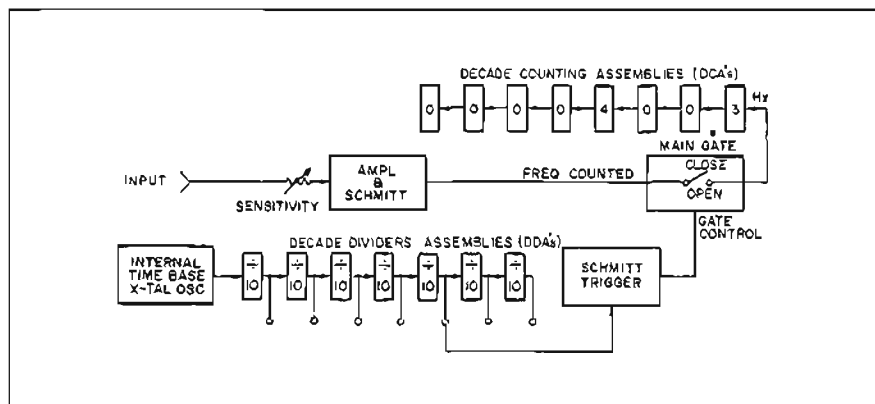 DECADE COUNTING ASSEMBLIES (DCA's)
0 0 0 0 4 0 0 3 Hz
MAIN GATE
INPUT
SENSITIVITY
AMPL
&
SCHMITT
FREQ COUNTED
CLOSE
OPEN
GATE
CONTROL
DECADE DIVIDERS ASSEMBLIES (DDA's)
INTERNAL
TIME BASE
X-TAL OSC
÷ ÷ ÷ ÷ ÷ ÷ ÷
10 10 10 10 10 10 10
SCHMITT
TRIGGER